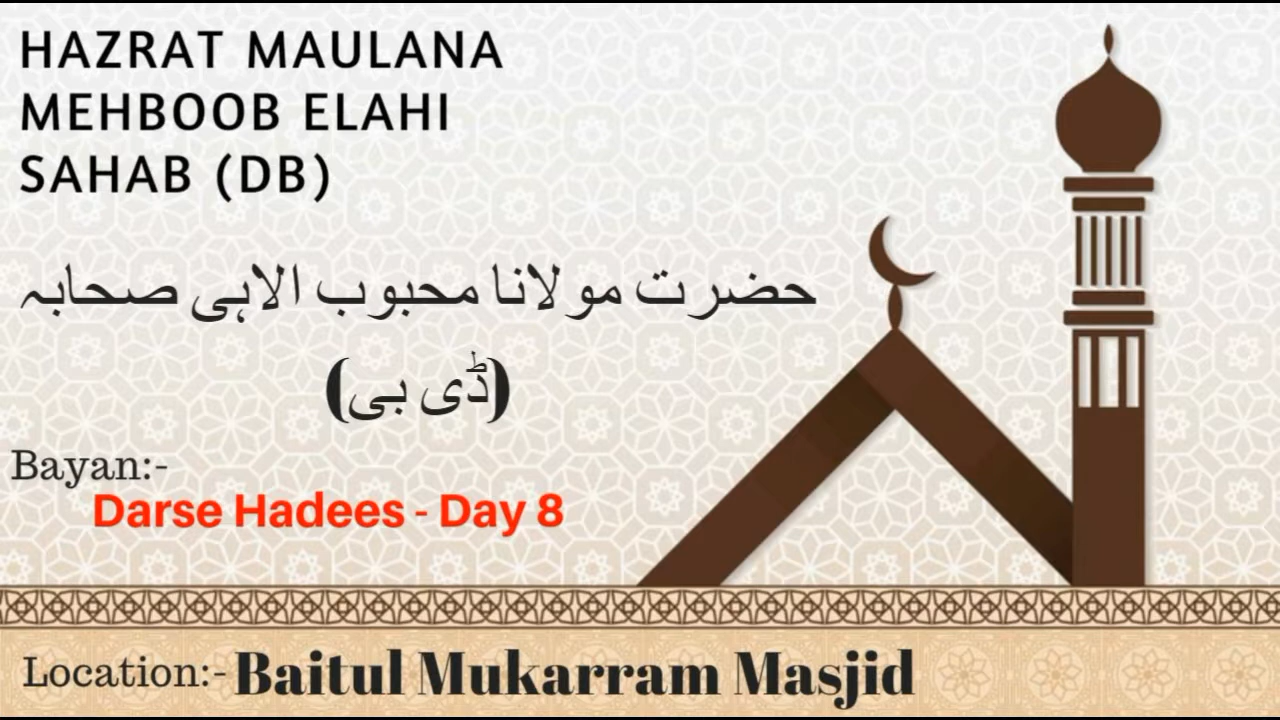 HAZRAT MAULANA
MEHBOOB ELAHI
SAHAB (DB)
حضرت مولانا محبوب الاہی صحابہ
(ڈی بی)
Bayan:-
Darse Hadees - Day 8
Location:- Baitul Mukarram Masjid